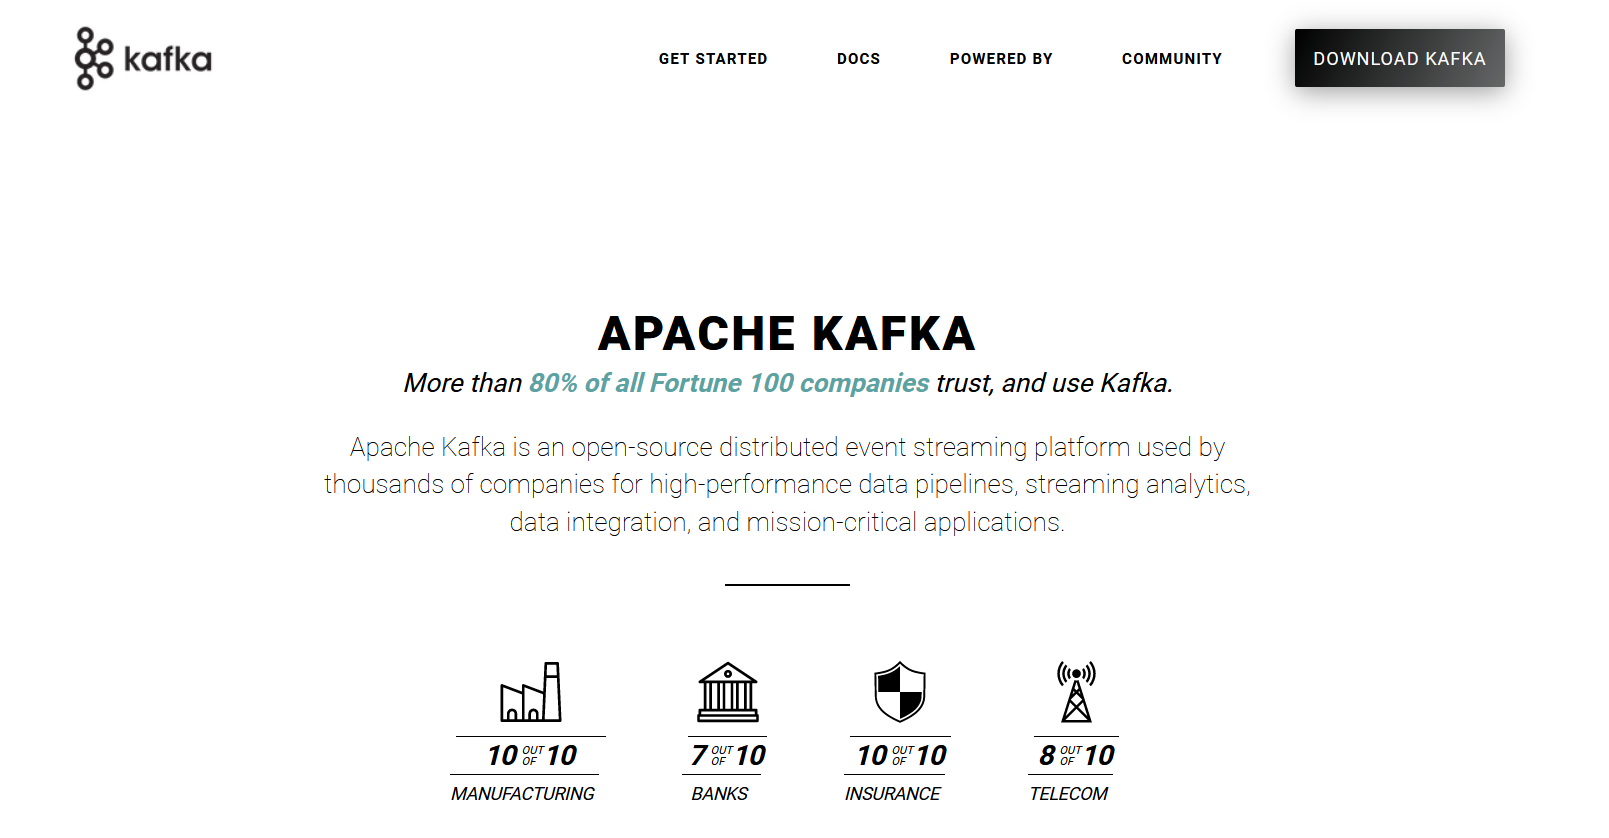 kafka
GET STARTED
DOCS
POWERED BY
COMMUNITY
DOWNLOAD KAFKA
APACHE KAFKA
More than 80% of all Fortune 100 companies trust, and use Kafka.
Apache Kafka is an open-source distributed event streaming platform used by
thousands of companies for high-performance data pipelines, streaming analytics,
data integration, and mission-critical applications.
10 OUT OF 10
MANUFACTURING
7 OUT OF 10
BANKS
10 OUT OF 10
INSURANCE
8 OUT OF 10
TELECOM